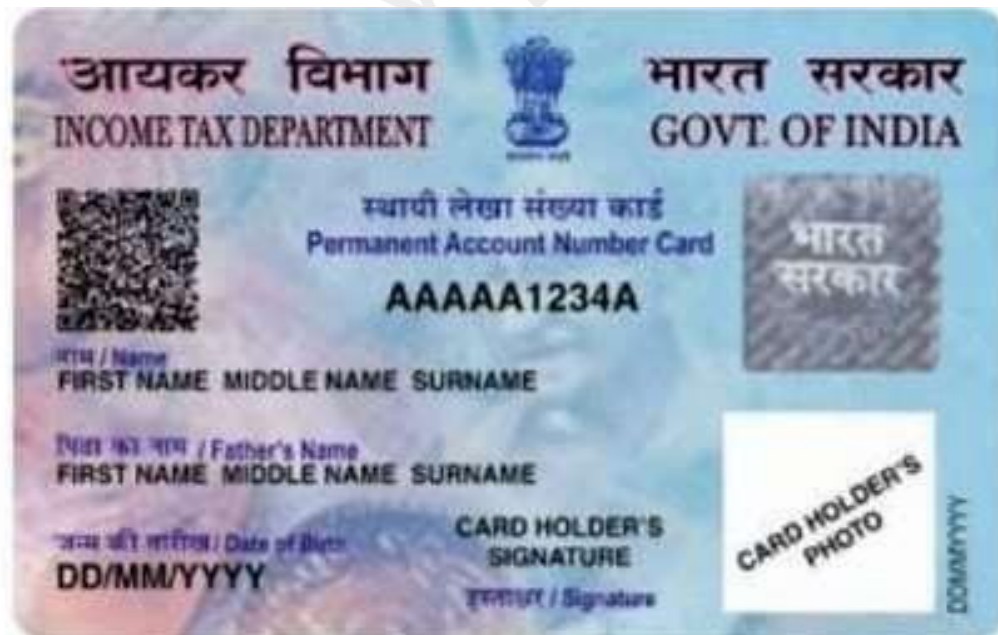 आयकर विभाग
INCOME TAX DEPARTMENT
भारत सरकार
GOVT. OF INDIA
स्थायी लेखा संख्या कार्ड
Permanent Account Number Card
AAAAA1234A
भारत
सरकार
नाम / Name
FIRST NAME MIDDLE NAME SURNAME
पिता का नाम / Father's Name
FIRST NAME MIDDLE NAME SURNAME
जन्म की तारीख / Date of Birth
DD/MM/YYYY
CARD HOLDER'S
SIGNATURE
हस्ताक्षर / Signature
CARD HOLDER'S
PHOTO
DDMMYYYY